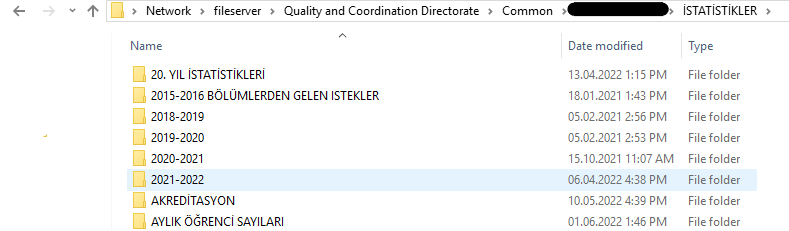 Network > fileserver > Quality and Coordination Directorate > Common > > İSTATİSTİKLER >
Name Date modified Type
20. YIL İSTATİSTİKLERİ 13.04.2022 1:15 PM File folder
2015-2016 BÖLÜMLERDEN GELEN ISTEKLER 18.01.2021 1:43 PM File folder
2018-2019 05.02.2021 2:56 PM File folder
2019-2020 05.02.2021 2:53 PM File folder
2020-2021 15.10.2021 11:07 AM File folder
2021-2022 06.04.2022 4:38 PM File folder
AKREDİTASYON 10.05.2022 4:39 PM File folder
AYLIK ÖĞRENCİ SAYILARI 01.06.2022 1:46 PM File folder